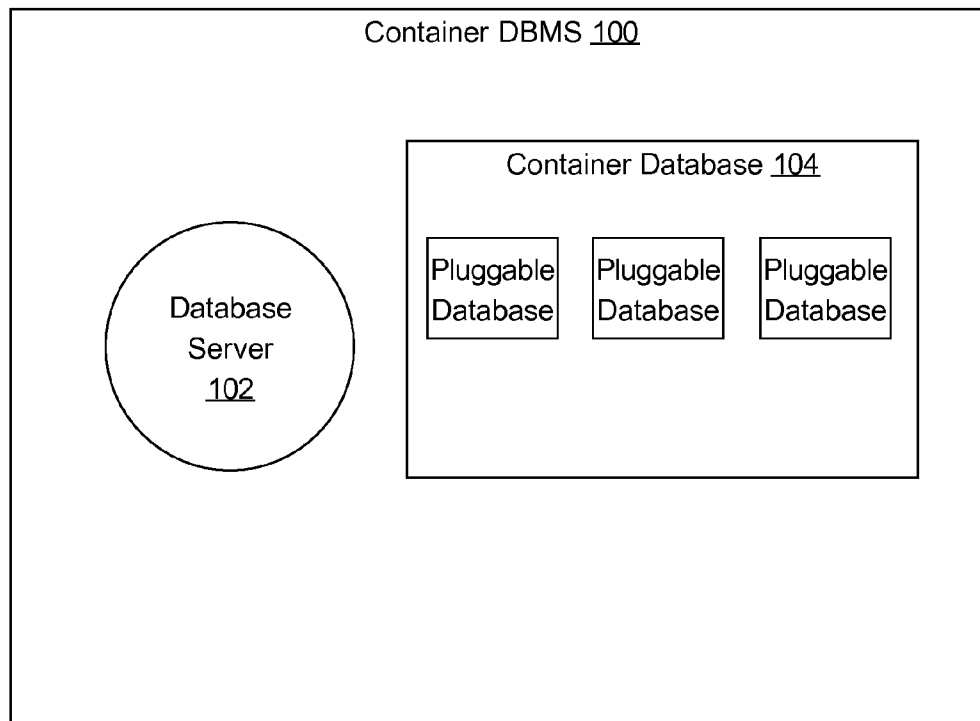 Container DBMS 100
Container Database 104
Pluggable
Database
Pluggable
Database
Pluggable
Database
Database
Server
102